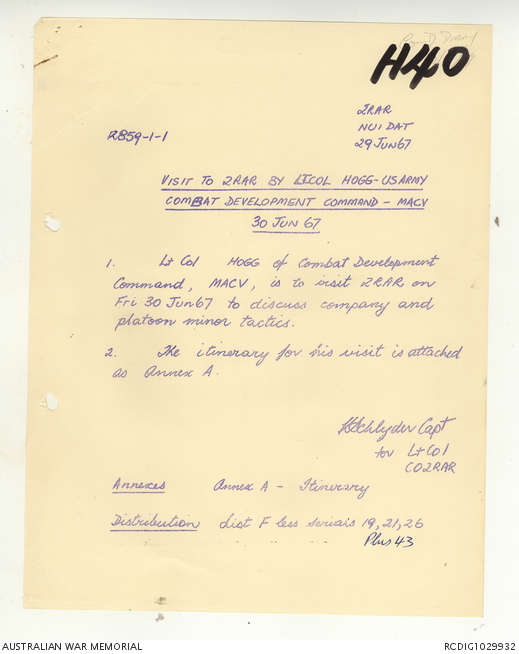 H40
2RAR
NUI DAT
R859-1-1
29 JUN 67
VISIT TO 2RAR BY LTCOL HOGG - US ARMY
COMBAT DEVELOPMENT COMMAND - MACV
30 JUN 67
1. Lt Col HOGG of Combat Development
Command, MACV, is to visit 2RAR on
Fri 30 Jun 67 to discuss company and
platoon minor tactics.
2. The itinerary for his visit is attached
as Annex A.
Capt
for Lt Col
CO2RAR
Annexes Annex A - Itinerary
Distribution List F less serials 19, 21, 26
Plus 43
AUSTRALIAN WAR MEMORIAL
RCDIG1029932